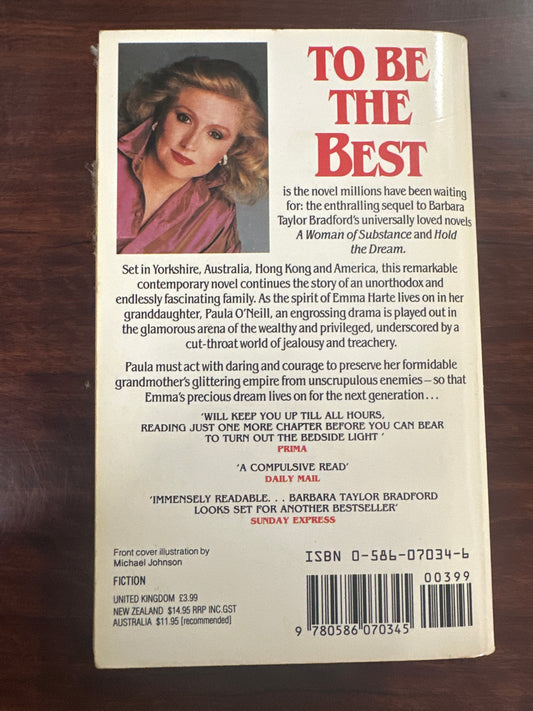 TO BE
THE
BEST
is the novel millions have been waiting
for: the enthralling sequel to Barbara
Taylor Bradford's universally loved novels
A Woman of Substance and Hold
the Dream.
Set in Yorkshire, Australia, Hong Kong and America, this remarkable
contemporary novel continues the story of an unorthodox and
endlessly fascinating family. As the spirit of Emma Harte lives on in her
granddaughter, Paula O'Neill, an engrossing drama is played out in
the glamorous arena of the wealthy and privileged, underscored by a
cut-throat world of jealousy and treachery.
Paula must act with daring and courage to preserve her formidable
grandmother's glittering empire from unscrupulous enemies – so that
Emma's precious dream lives on for the next generation...
'WILL KEEP YOU UP TILL ALL HOURS,
READING JUST ONE MORE CHAPTER BEFORE YOU CAN BEAR
TO TURN OUT THE BEDSIDE LIGHT '
PRIMA
'A COMPULSIVE READ'
DAILY MAIL
'IMMENSELY READABLE. . . BARBARA TAYLOR BRADFORD
LOOKS SET FOR ANOTHER BESTSELLER'
SUNDAY EXPRESS
Front cover illustration by
Michael Johnson
FICTION
UNITED KINGDOM £3.99
NEW ZEALAND $14.95 RRP INC.GST
AUSTRALIA $11.95 [recommended]
ISBN 0-586-07034-6
00399
9 780586 070345